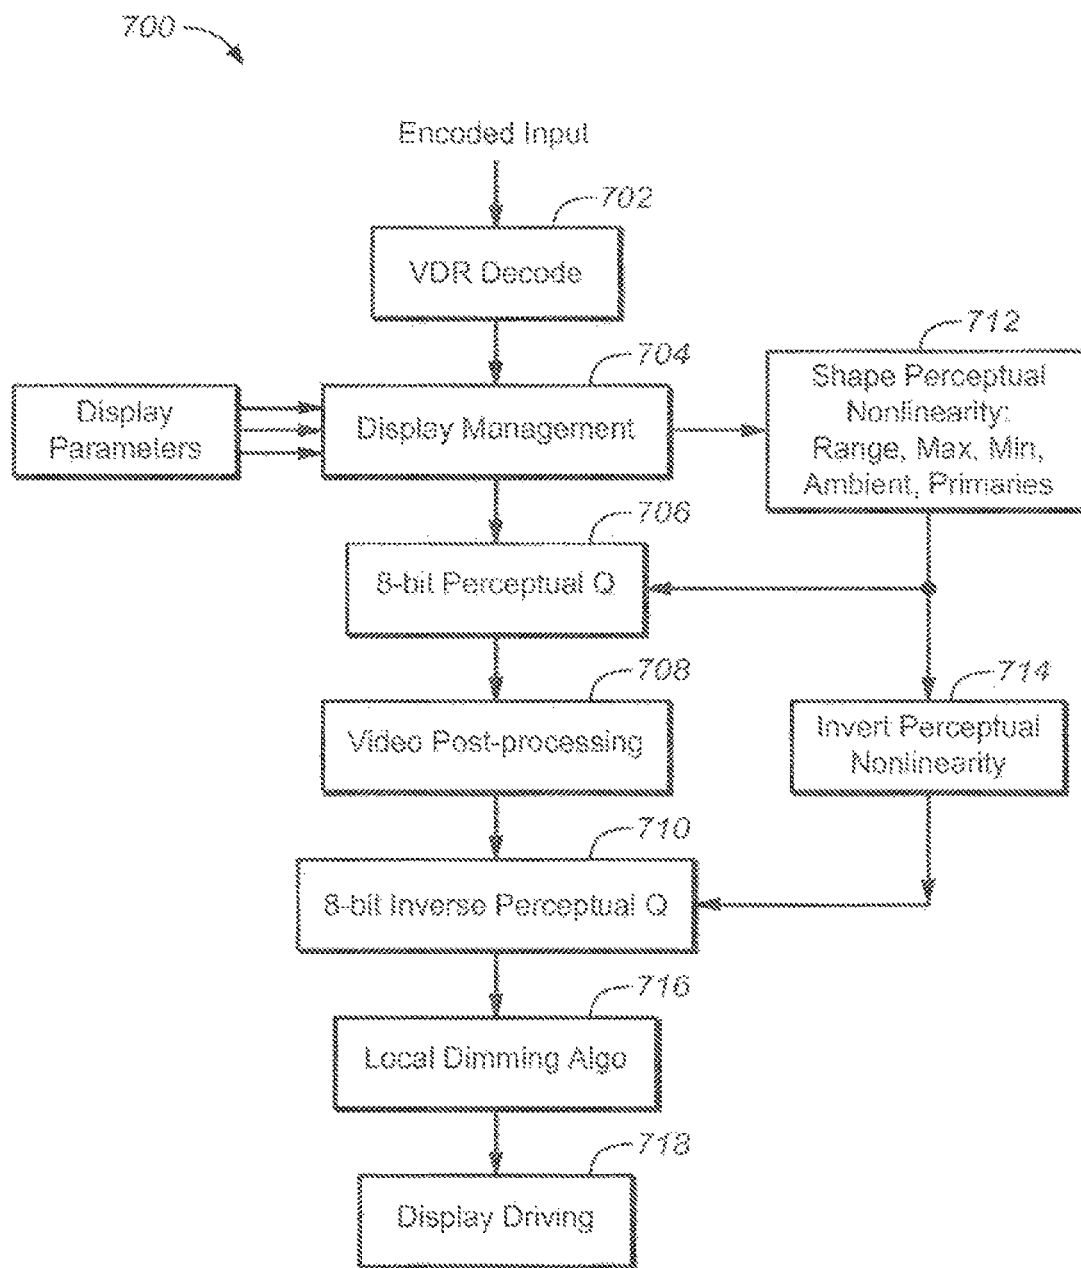 700
Encoded Input
702
VDR Decode
704
Display Management
Display
Parameters
712
Shape Perceptual
Nonlinearity:
Range, Max, Min,
Ambient, Primaries
706
8-bit Perceptual Q
708
Video Post-processing
714
Invert Perceptual
Nonlinearity
710
8-bit Inverse Perceptual Q
716
Local Dimming Algo
718
Display Driving